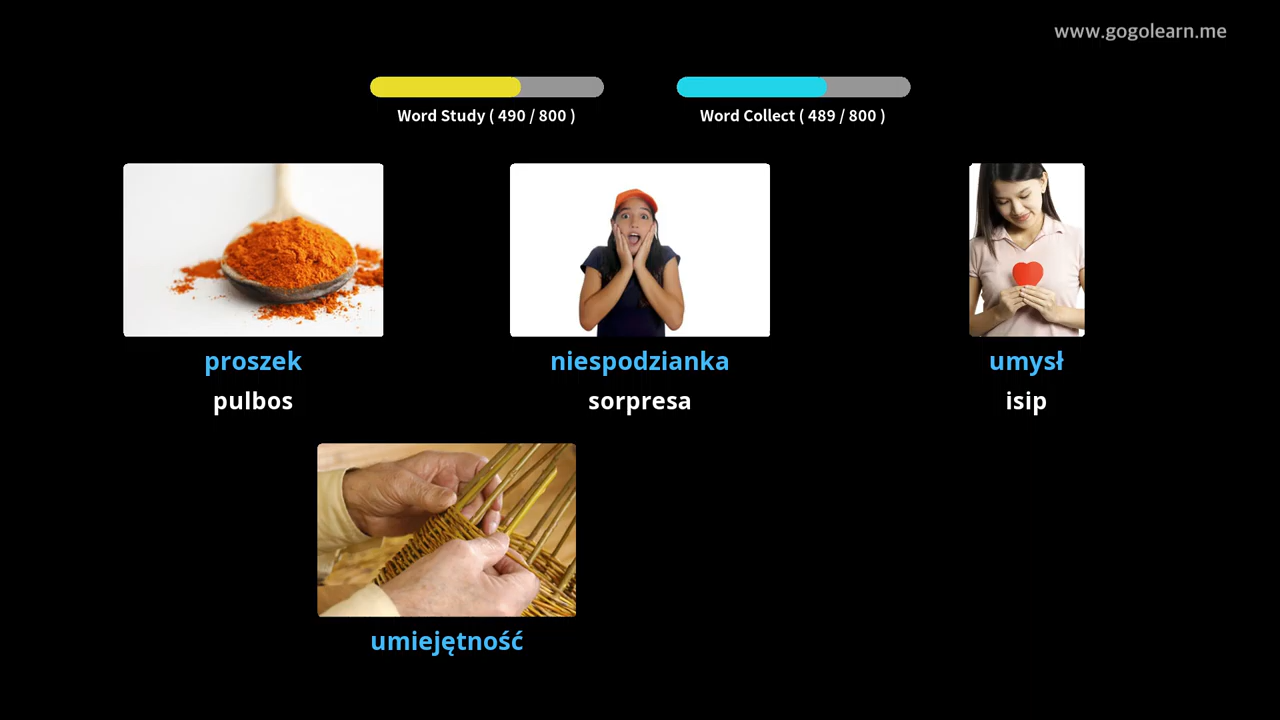 www.gogolearn.me
Word Study ( 490 / 800 )
Word Collect ( 489 / 800 )
proszek
niespodzianka
umysł
pulbos
sorpresa
isip
umiejętność